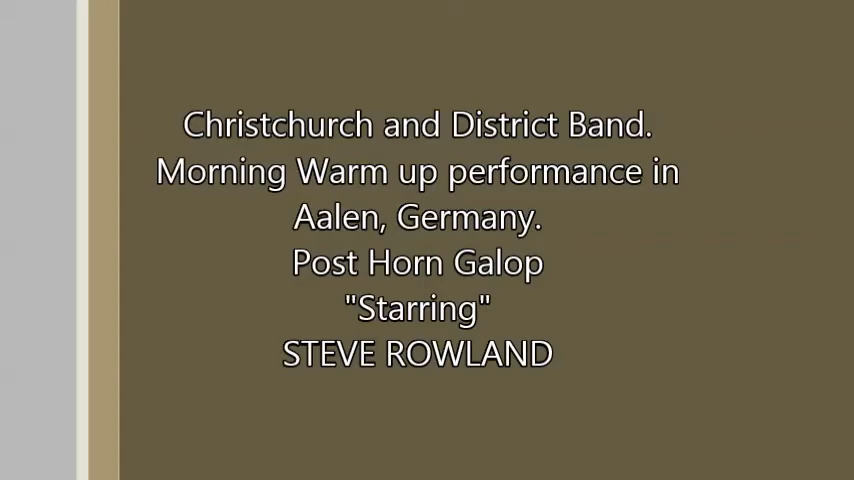 Christchurch and District Band.
Morning Warm up performance in
Aalen, Germany.
Post Horn Galop
"Starring"
STEVE ROWLAND